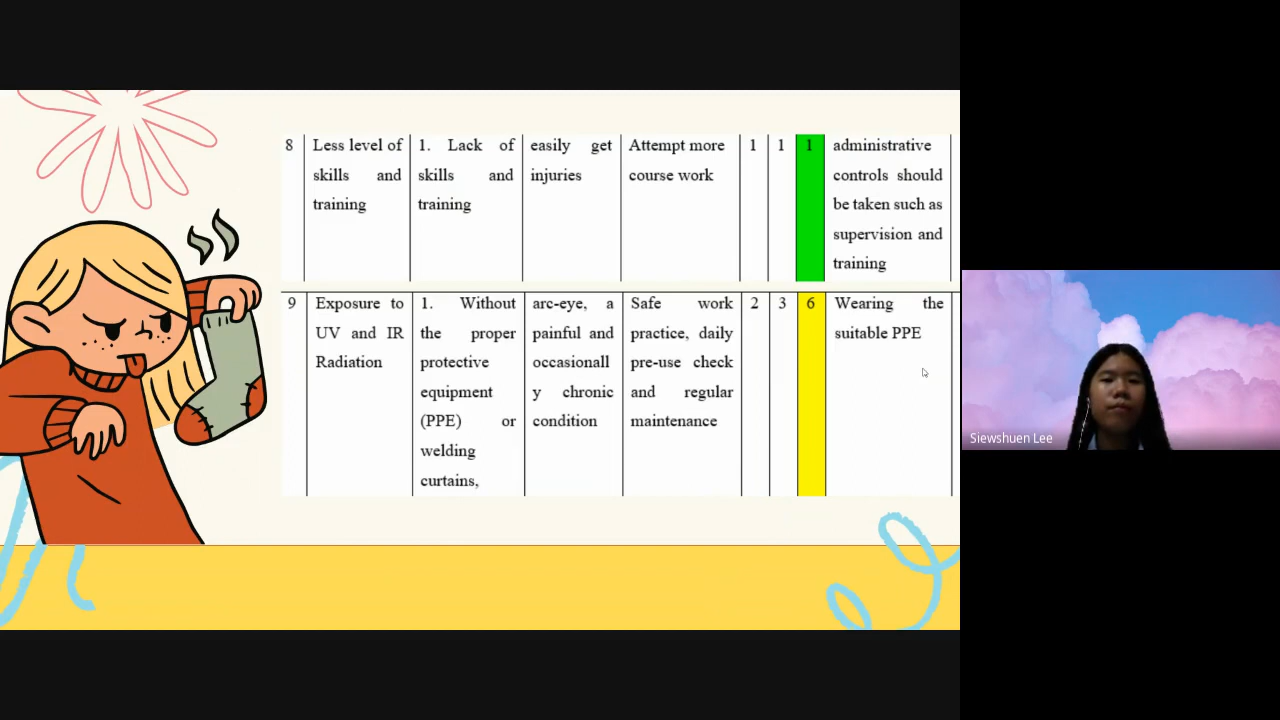 8
Less level of
skills and
training
1. Lack of
skills and
training
easily get
injuries
Attempt more
course work
1
1
1
administrative
controls should
be taken such as
supervision and
training
9
Exposure to
UV and IR
Radiation
1. Without
the proper
protective
equipment
(PPE) or
welding
curtains,
arc-eye, a
painful and
occasionall
y chronic
condition
Safe work
practice, daily
pre-use check
and regular
maintenance
2
3
6
Wearing the
suitable PPE
Siewshuen Lee